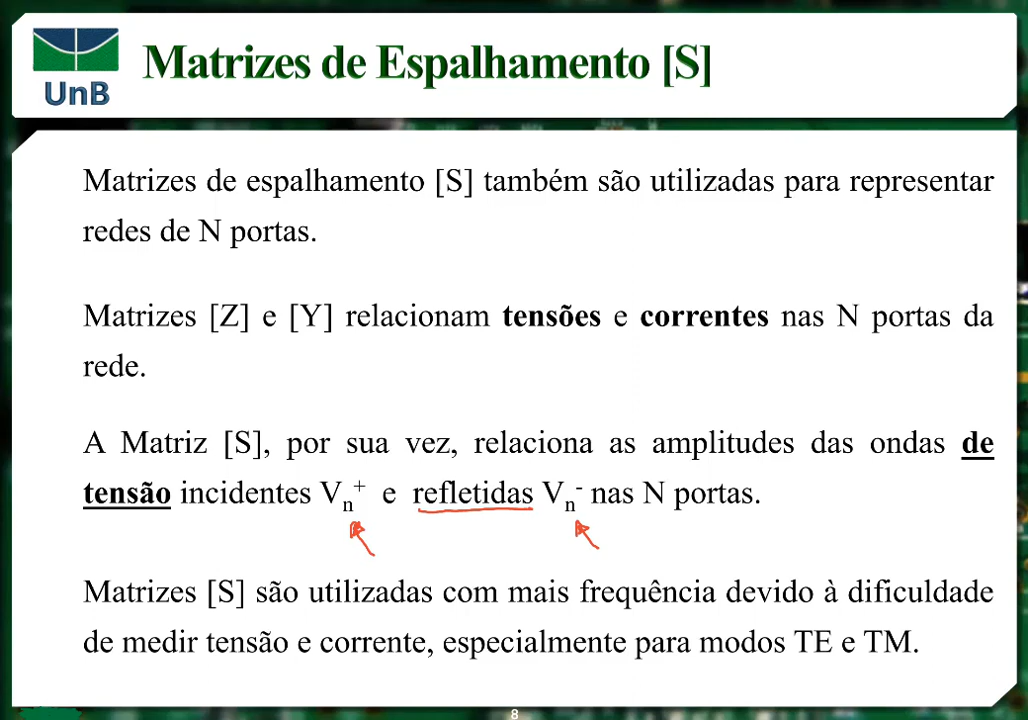 UnB
Matrizes de Espalhamento [S]
Matrizes de espalhamento [S] também são utilizadas para representar
redes de N portas.
Matrizes [Z] e [Y] relacionam tensões e correntes nas N portas da
rede.
A Matriz [S], por sua vez, relaciona as amplitudes das ondas de
tensão incidentes Vn+ e refletidas Vn- nas N portas.
Matrizes [S] são utilizadas com mais frequência devido à dificuldade
de medir tensão e corrente, especialmente para modos TE e TM.
8